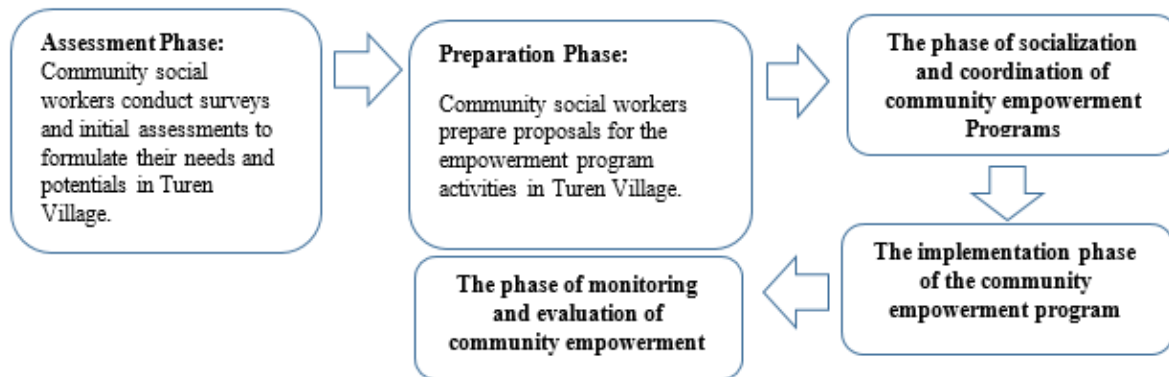 Assessment Phase:
Community social
workers conduct surveys
and initial assessments to
formulate their needs and
potentials in Turen
Village.
Preparation Phase:
Community social workers
prepare proposals for the
empowerment program
activities in Turen Village.
The phase of socialization
and coordination of
community empowerment
Programs
The implementation phase
of the community
empowerment program
The phase of monitoring
and evaluation of
community empowerment